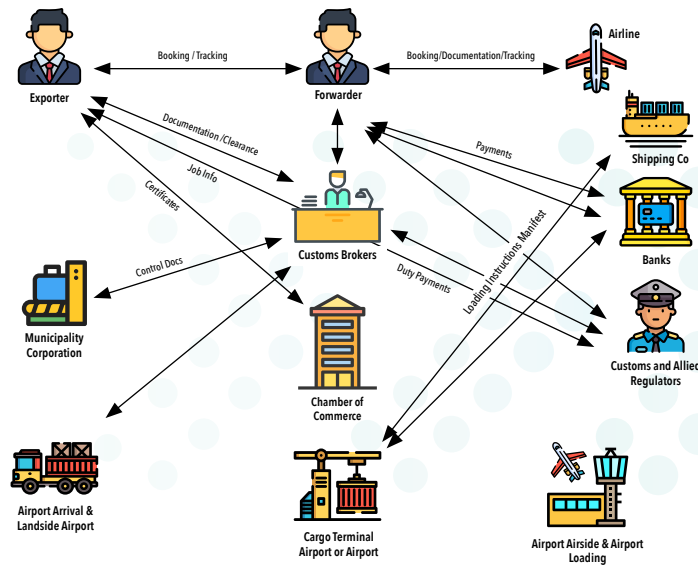 Booking / Tracking
Booking/Documentation/Tracking
Airline
Exporter
Forwarder
Documentation /Clearance
Payments
Shipping Co
Job Info
Certificates
Loading Instructions Manifest
Customs Brokers
Banks
Control Docs
Duty Payments
Municipality
Corporation
Customs and Allied
Regulators
Chamber of
Commerce
Airport Arrival &
Landside Airport
Cargo Terminal
Airport or Airport
Airport Airside & Airport
Loading